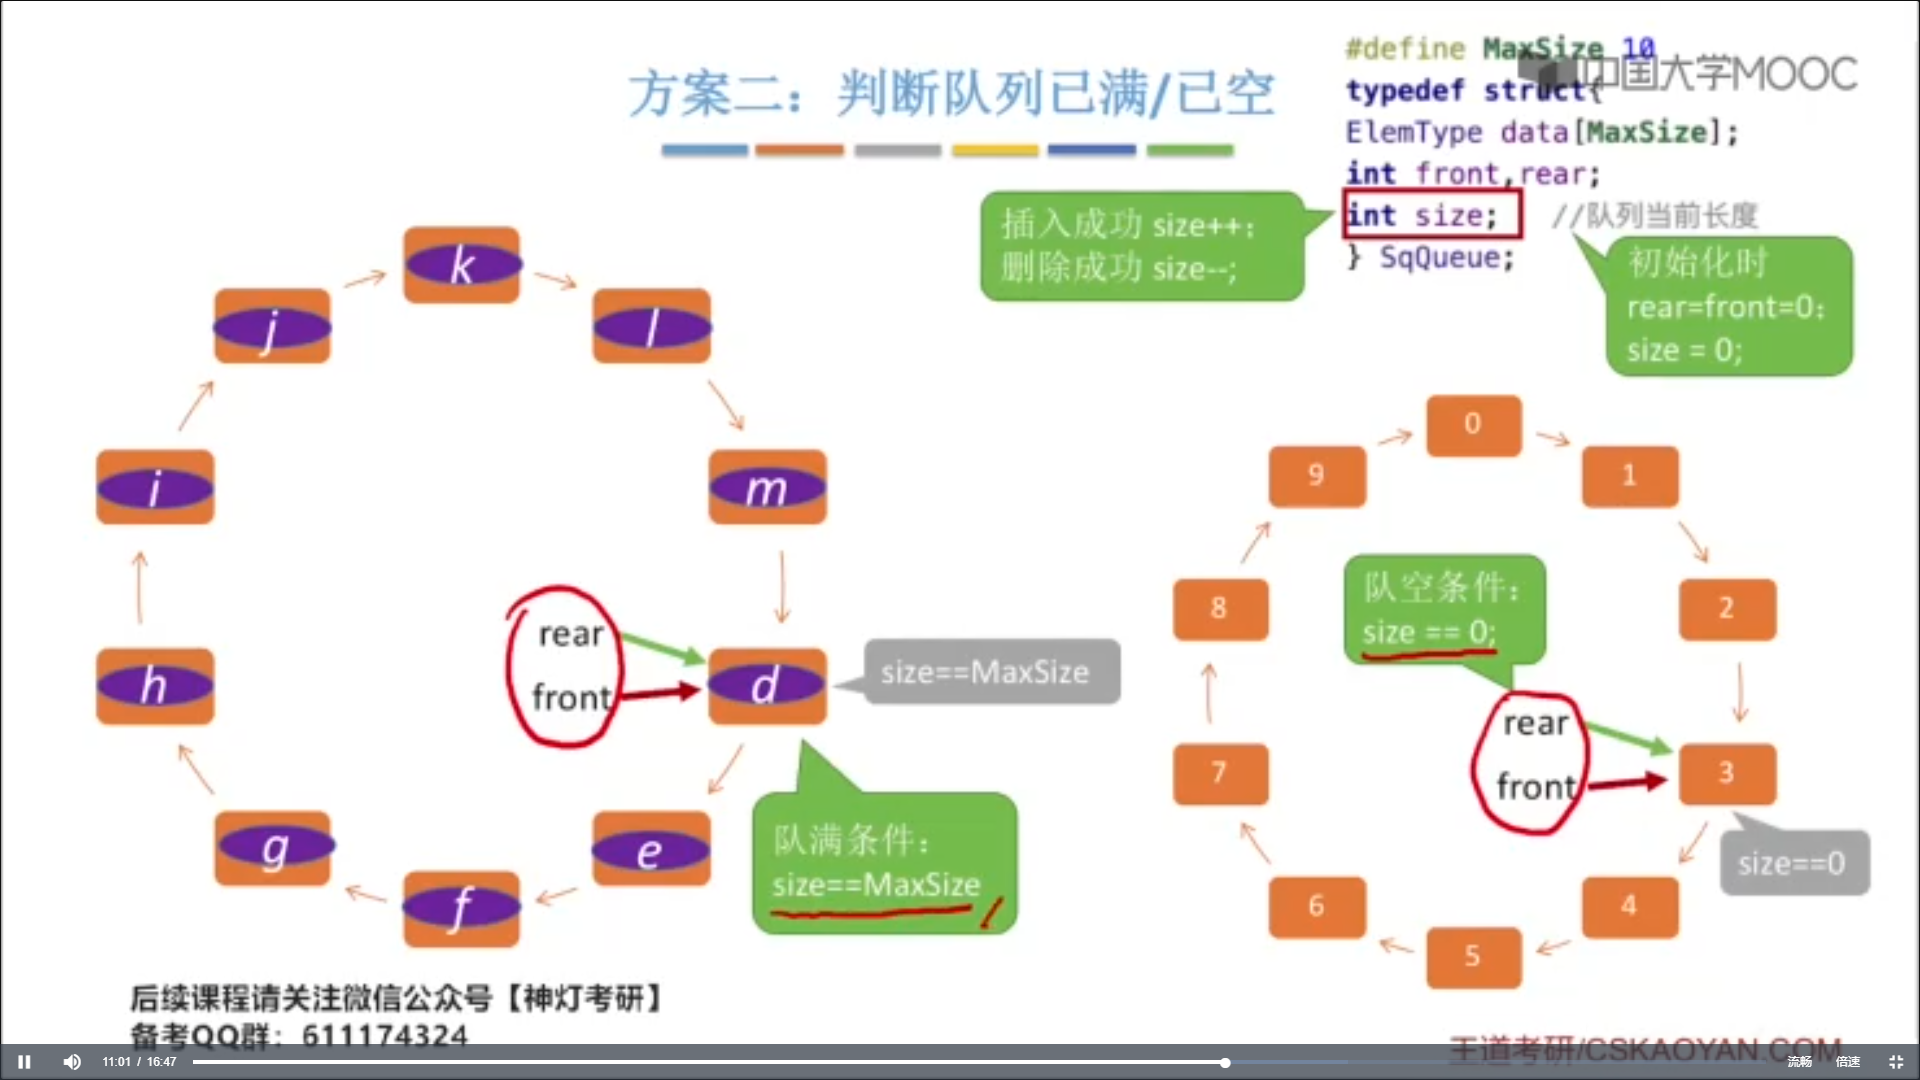 方案二：判断队列已满/已空
中国大学MOOC
#define MaxSize 10
typedef struct{
ElemType data[MaxSize];
int front,rear;
int size; //队列当前长度
} SqQueue;
插入成功 size++；
删除成功 size--;
初始化时
rear=front=0；
size = 0;
k
j
l
i
m
rear
front
d
size==MaxSize
h
g
e
f
队满条件：
size==MaxSize
0
9
1
队空条件：
size == 0;
8
2
rear
front
7
3
size==0
6
4
5
后续课程请关注微信公众号【神灯考研】
备考QQ群：611174324
王道考研/CSKAOYAN.COM
11:01 / 16:47
流畅 倍速